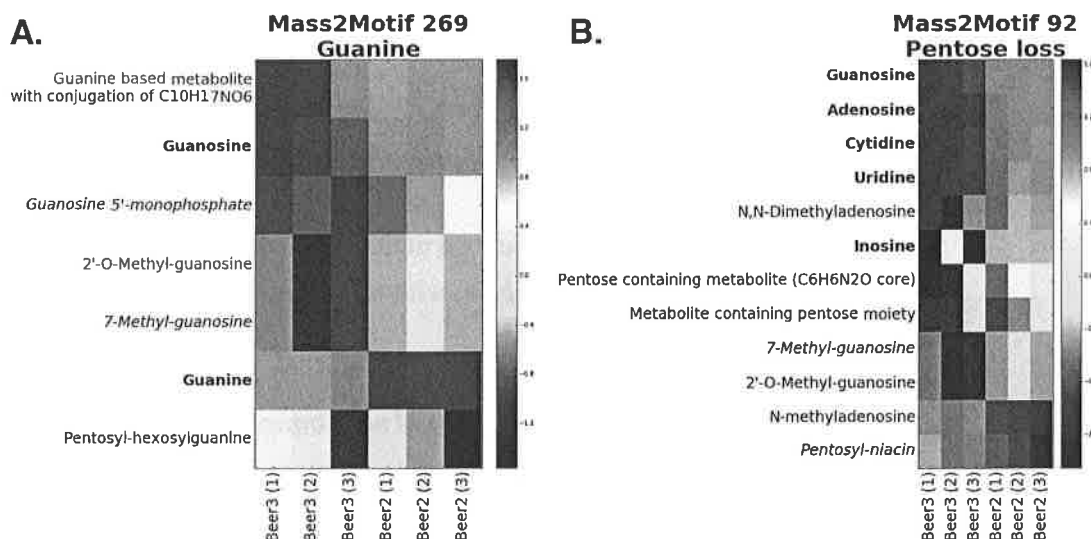 A.
Mass2Motif 269
Guanine
Guanine based metabolite
with conjugation of C10H17NO6
Guanosine
Guanosine 5'-monophosphate
2'-O-Methyl-guanosine
7-Methyl-guanosine
Guanine
Pentosyl-hexosylguanine
Beer3 (1)
Beer3 (2)
Beer3 (3)
Beer2 (1)
Beer2 (2)
Beer2 (3)
B.
Mass2Motif 92
Pentose loss
Guanosine
Adenosine
Cytidine
Uridine
N,N-Dimethyladenosine
Inosine
Pentose containing metabolite (C6H6N2O core)
Metabolite containing pentose moiety
7-Methyl-guanosine
2'-O-Methyl-guanosine
N-methyladenosine
Pentosyl-niacin
Beer3 (1)
Beer3 (2)
Beer3 (3)
Beer2 (1)
Beer2 (2)
Beer2 (3)